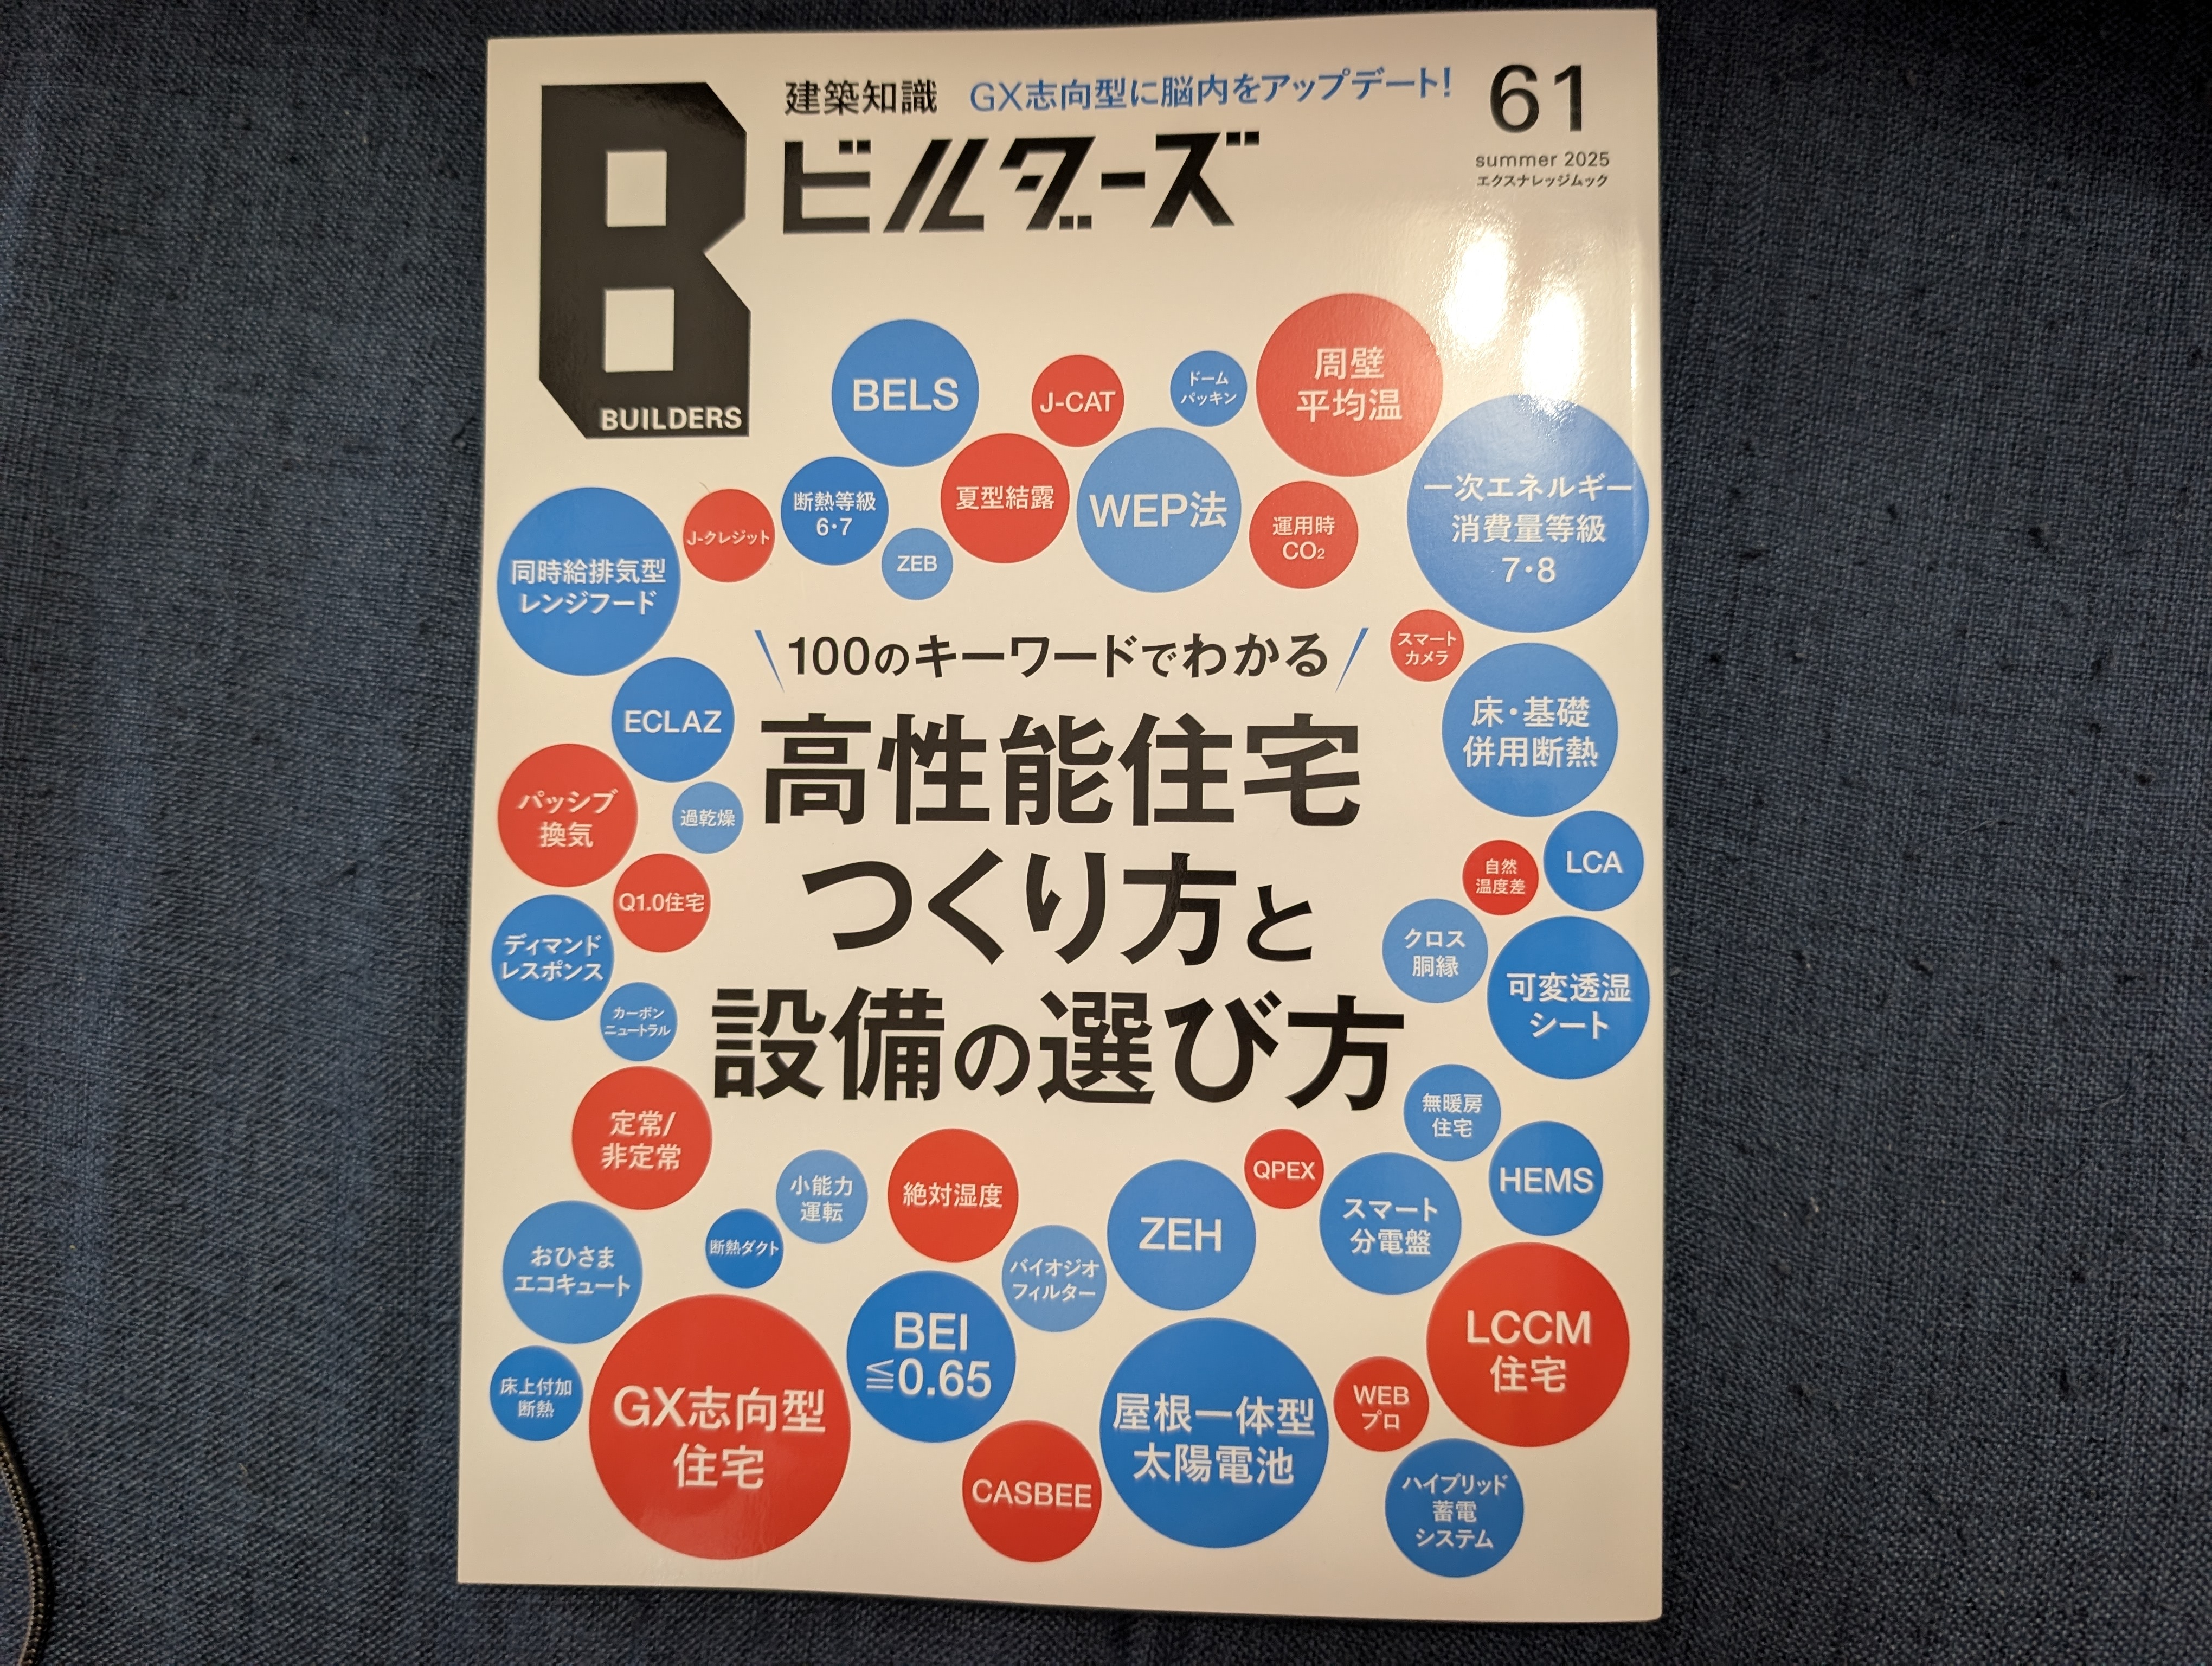 建築知識
GX志向型に脳内をアップデート!
61
ビルダーズ
summer 2025
エクスナレッジムック
B
BUILDERS
BELS
J-CAT
ドーム
パッキン
周壁
平均温
同時給排気型
レンジフード
J-クレジット
断熱等級
6・7
ZEB
夏型結露
WEP法
運用時
CO₂
一次エネルギー
消費量等級
7・8
スマート
カメラ
100のキーワードでわかる
高性能住宅
つくり方と
設備の選び方
ECLAZ
床・基礎
併用断熱
パッシブ
換気
過乾燥
Q1.0住宅
自然
温度差
LCA
ディマンド
レスポンス
カーボン
ニュートラル
クロス
胴縁
可変透湿
シート
定常/
非定常
無暖房
住宅
HEMS
小能力
運転
断熱ダクト
絶対湿度
バイオジオ
フィルター
ZEH
QPEX
スマート
分電盤
おひさま
エコキュート
床上付加
断熱
GX志向型
住宅
BEI
≦0.65
CASBEE
屋根一体型
太陽電池
WEB
プロ
LCCM
住宅
ハイブリッド
蓄電
システム